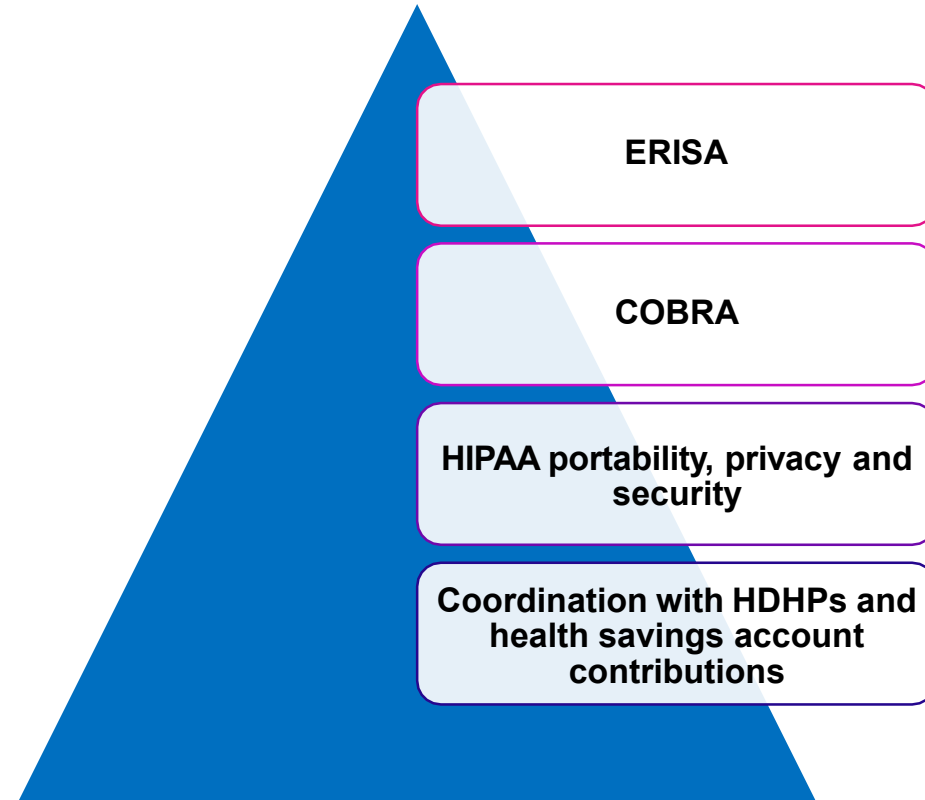 ERISA
COBRA
HIPAA portability, privacy and
security
Coordination with HDHPs and
health savings account
contributions